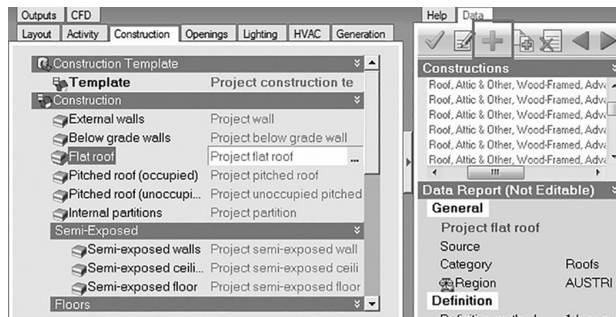 Outputs CFD
Layout Activity Construction Openings Lighting HVAC Generation
Construction Template
Template Project construction te
Construction
External walls Project wall
Below grade walls Project below grade wall
Flat roof Project flat roof ...
Pitched roof (occupied) Project pitched roof
Pitched roof (unoccupi... Project unoccupied pitched
Internal partitions Project partition
Semi-Exposed
Semi-exposed walls Project semi-exposed wall
Semi-exposed ceili... Project semi-exposed ceili
Semi-exposed floor Project semi-exposed floor
Floors
Help Data
Constructions
Roof, Attic & Other, Wood-Framed, Adva
Roof, Attic & Other, Wood-Framed, Adva
Roof, Attic & Other, Wood-Framed, Adva
Roof, Attic & Other, Wood-Framed, Adva
Roof, Attic & Other, Wood-Framed, Adva
Roof, Attic & Other, Wood-Framed, Adva
Data Report (Not Editable)
General
Project flat roof
Source
Category Roofs
Region AUSTRI
Definition